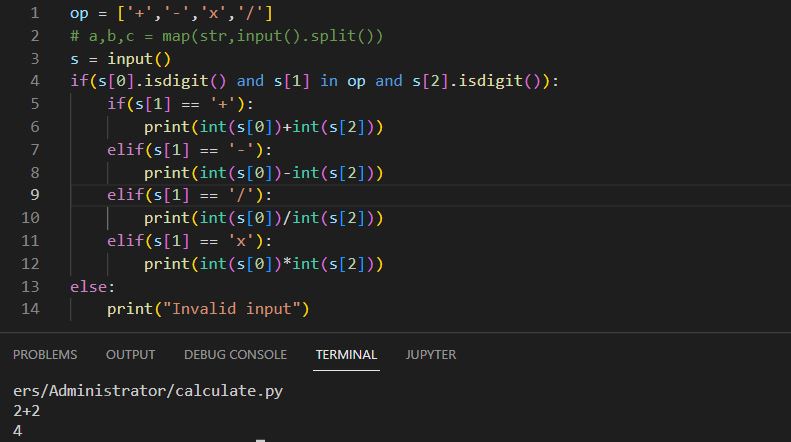 1 op = ['+','-','x','/']
2 # a,b,c = map(str,input().split())
3 s = input()
4 if(s[0].isdigit() and s[1] in op and s[2].isdigit()):
5     if(s[1] == '+'):
6         print(int(s[0])+int(s[2]))
7     elif(s[1] == '-'):
8         print(int(s[0])-int(s[2]))
9     elif(s[1] == '/'):
10         print(int(s[0])/int(s[2]))
11     elif(s[1] == 'x'):
12         print(int(s[0])*int(s[2]))
13 else:
14     print("Invalid input")
PROBLEMS OUTPUT DEBUG CONSOLE TERMINAL JUPYTER
ers/Administrator/calculate.py
2+2
4